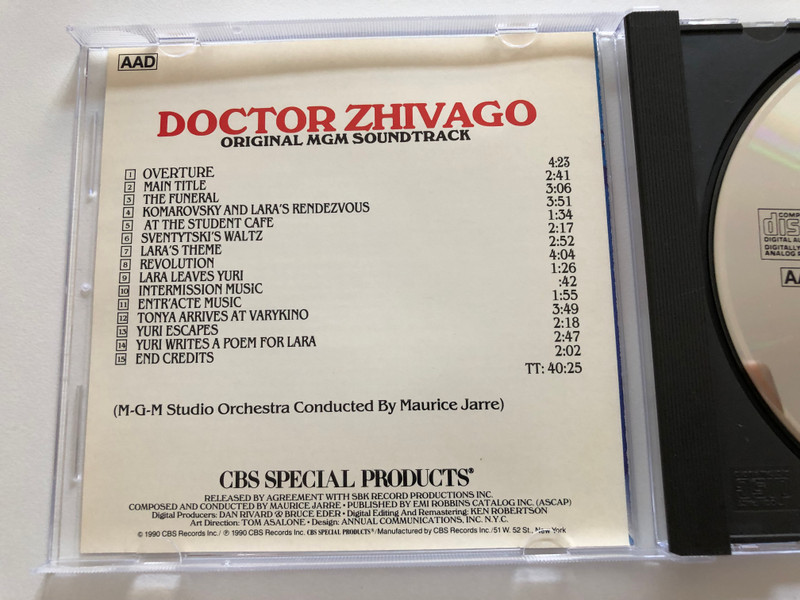 AAD
DOCTOR ZHIVAGO
ORIGINAL MGM SOUNDTRACK
1 OVERTURE 4:23
2 MAIN TITLE 2:41
3 THE FUNERAL 3:06
4 KOMAROVSKY AND LARA'S RENDEZVOUS 3:51
5 AT THE STUDENT CAFE 1:34
6 SVENTYTSKI'S WALTZ 2:17
7 LARA'S THEME 2:52
8 REVOLUTION 4:04
9 LARA LEAVES YURI 1:26
10 INTERMISSION MUSIC :42
11 ENTR'ACTE MUSIC 1:55
12 TONYA ARRIVES AT VARYKINO 3:49
13 YURI ESCAPES 2:18
14 YURI WRITES A POEM FOR LARA 2:47
15 END CREDITS 2:02
TT: 40:25
(M-G-M Studio Orchestra Conducted By Maurice Jarre)
CBS SPECIAL PRODUCTS®
RELEASED BY AGREEMENT WITH SBK RECORD PRODUCTIONS INC.
COMPOSED AND CONDUCTED BY MAURICE JARRE • PUBLISHED BY EMI ROBBINS CATALOG INC. (ASCAP)
Digital Producers: DAN RIVARD & BRUCE EDER • Digital Editing And Remastering: KEN ROBERTSON
Art Direction: TOM ASALONE • Design: ANNUAL COMMUNICATIONS, INC. N.Y.C.
© 1990 CBS Records Inc./ ℗ 1990 CBS Records Inc. CBS SPECIAL PRODUCTS®/Manufactured by CBS Records Inc./51 W. 52 St., New York